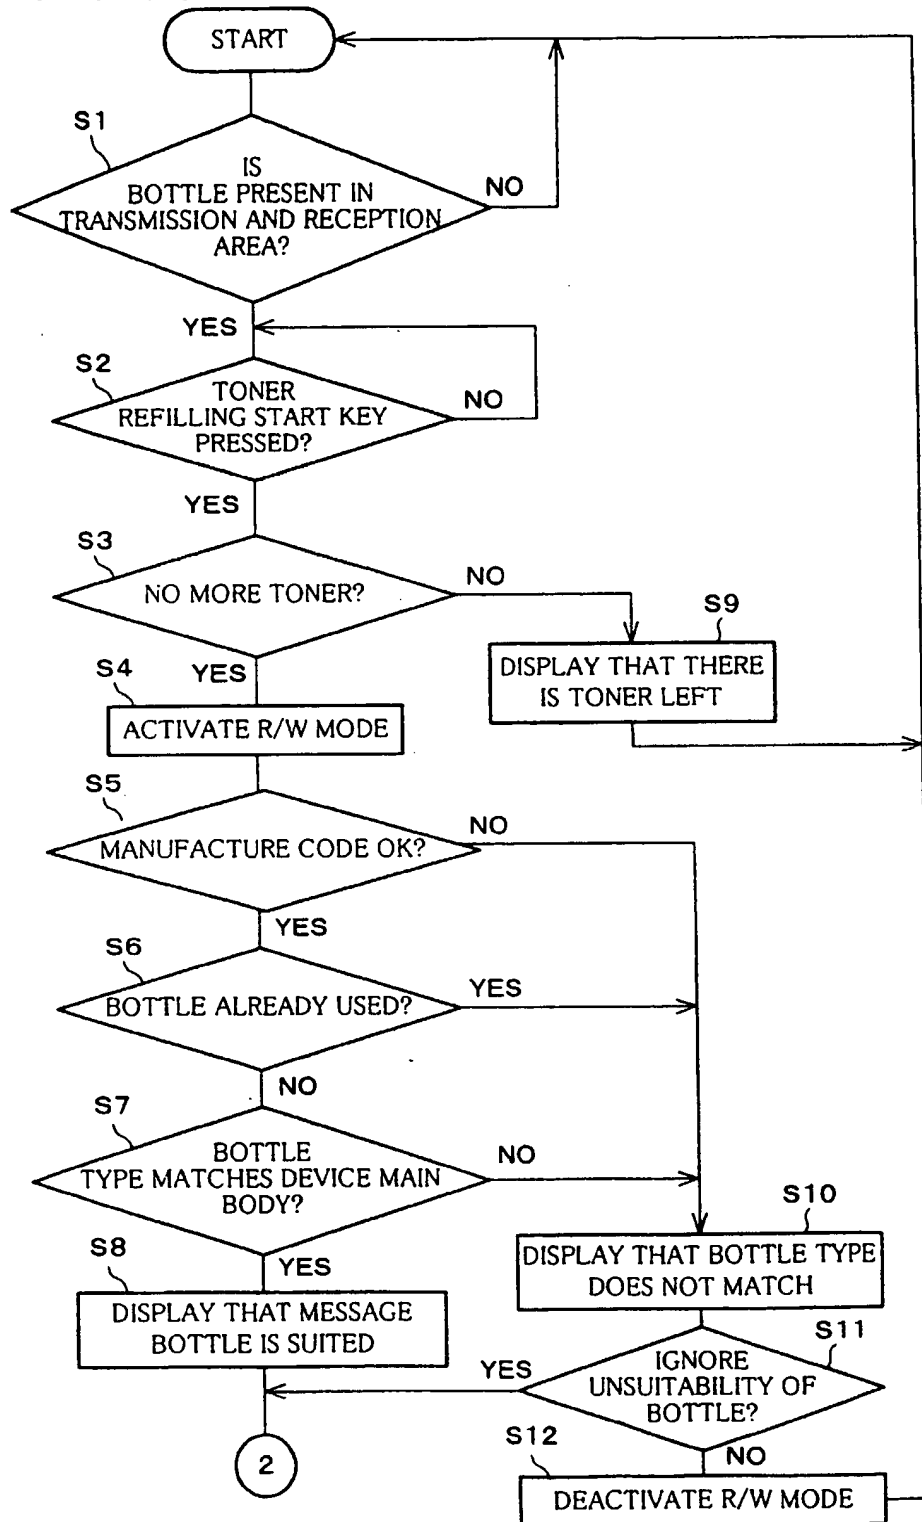 START
S1
IS
BOTTLE PRESENT IN
TRANSMISSION AND RECEPTION
AREA?
NO
YES
S2
TONER
REFILLING START KEY
PRESSED?
NO
YES
S3
NO MORE TONER?
NO
YES
S9
DISPLAY THAT THERE
IS TONER LEFT
S4
ACTIVATE R/W MODE
S5
MANUFACTURE CODE OK?
NO
YES
S6
BOTTLE ALREADY USED?
YES
NO
S7
BOTTLE
TYPE MATCHES DEVICE MAIN
BODY?
NO
YES
S10
DISPLAY THAT BOTTLE TYPE
DOES NOT MATCH
S8
DISPLAY THAT MESSAGE
BOTTLE IS SUITED
S11
IGNORE
UNSUITABILITY OF
BOTTLE?
YES
NO
2
S12
DEACTIVATE R/W MODE